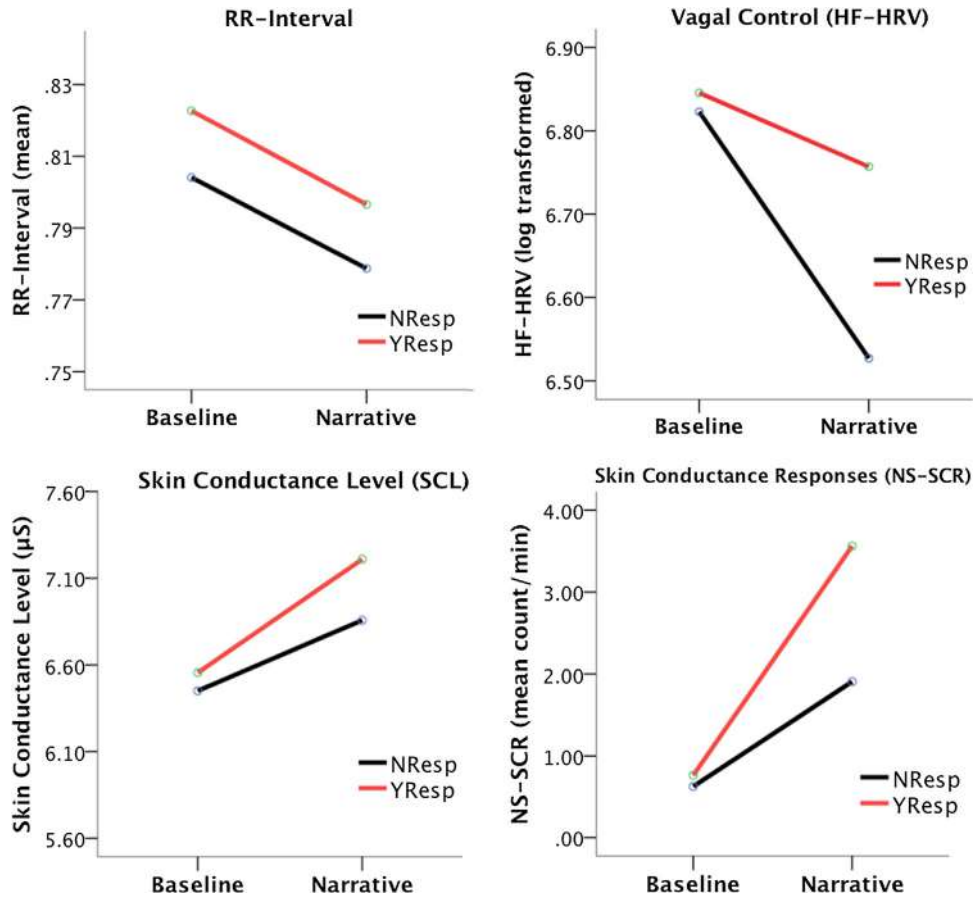 RR-Interval
RR-Interval (mean)
.83
.81
.79
.77
.75
NResp
YResp
Baseline
Narrative
Vagal Control (HF-HRV)
HF-HRV (log transformed)
6.90
6.80
6.70
6.60
6.50
NResp
YResp
Baseline
Narrative
Skin Conductance Level (SCL)
Skin Conductance Level (µS)
7.60
7.10
6.60
6.10
5.60
NResp
YResp
Baseline
Narrative
Skin Conductance Responses (NS-SCR)
NS-SCR (mean count/min)
4.00
3.00
2.00
1.00
.00
NResp
YResp
Baseline
Narrative